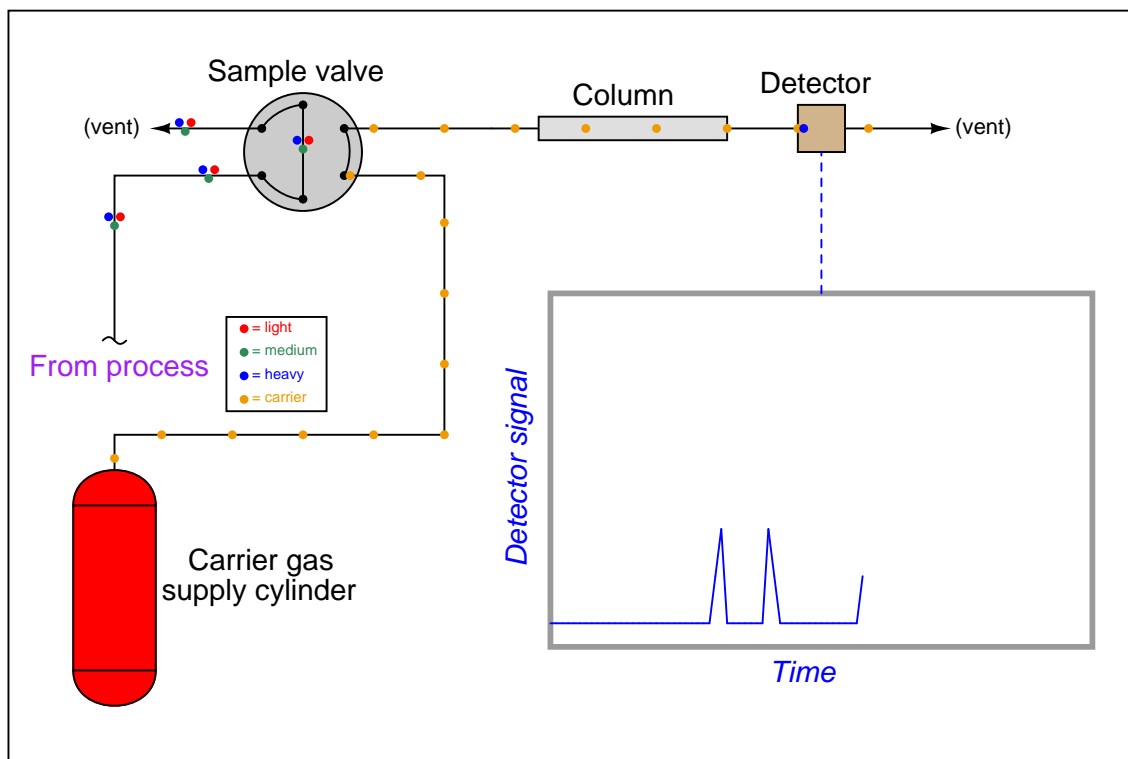 Sample valve
Column
Detector
(vent)
(vent)
From process
= light
= medium
= heavy
= carrier
Detector signal
Carrier gas
supply cylinder
Time